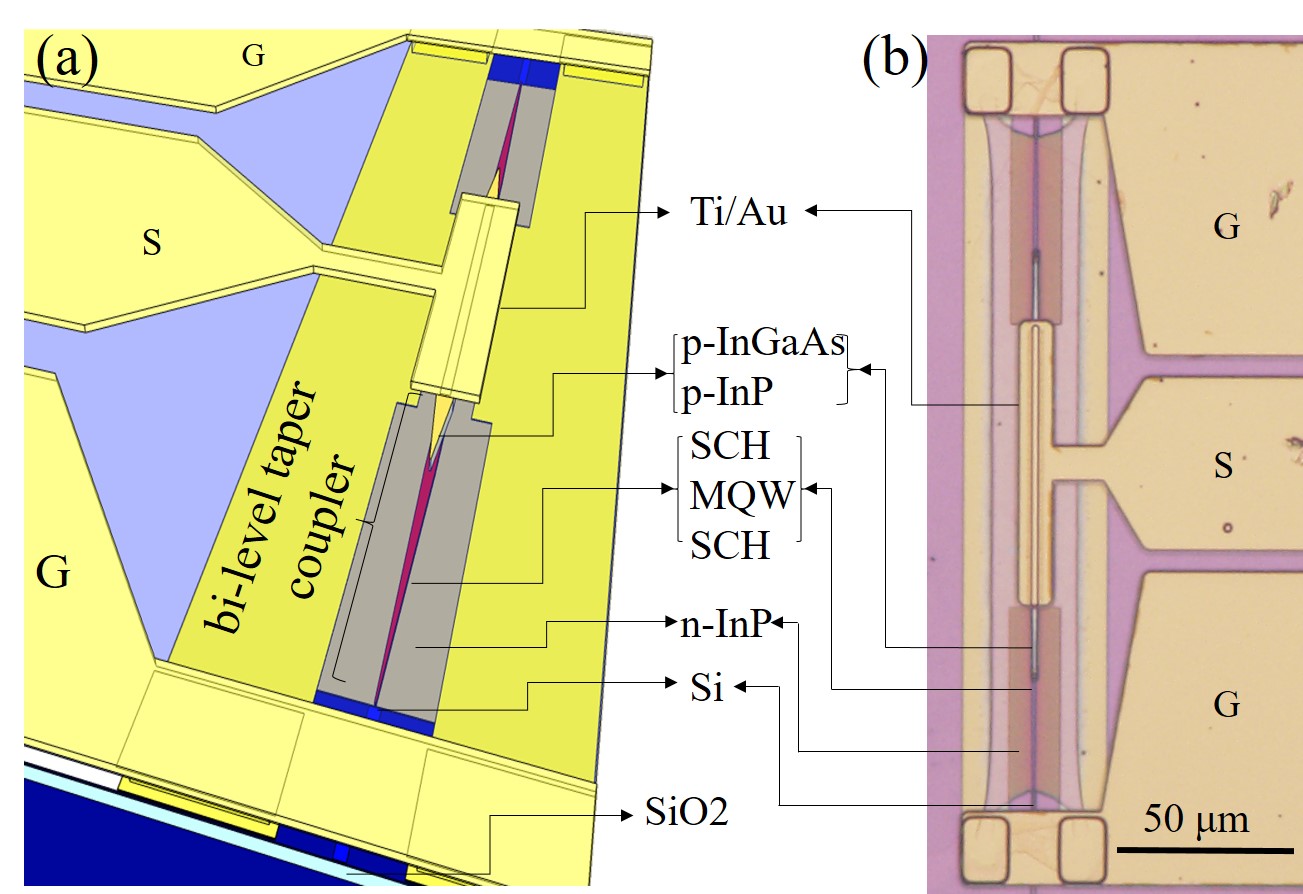 (a)
G
S
G
bi-level taper
coupler
Ti/Au
p-InGaAs
p-InP
SCH
MQW
SCH
n-InP
Si
SiO2
(b)
G
S
G
50 μm